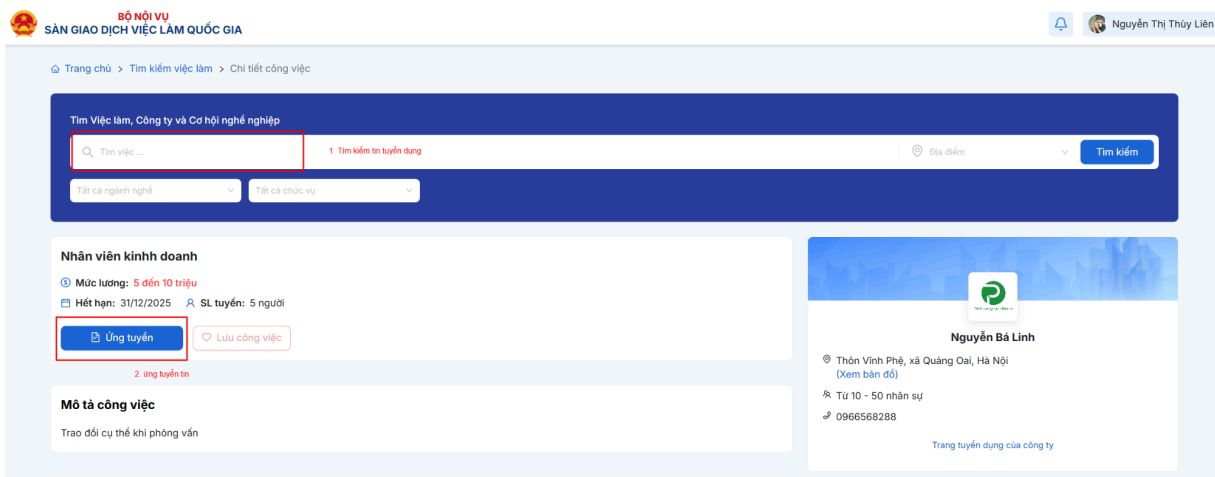 BỘ NỘI VỤ
SÀN GIAO DỊCH VIỆC LÀM QUỐC GIA
Nguyễn Thị Thùy Liên
Trang chủ > Tìm kiếm việc làm > Chi tiết công việc
Tìm Việc làm, Công ty và Cơ hội nghề nghiệp
Tìm việc ...
1. Tìm kiếm tin tuyển dụng
Địa điểm
Tìm kiếm
Tất cả ngành nghề
Tất cả chức vụ
Nhân viên kinhh doanh
Mức lương: 5 đến 10 triệu
Hết hạn: 31/12/2025 SL tuyển: 5 người
Ứng tuyển
Lưu công việc
2. ứng tuyển tin
Mô tả công việc
Trao đổi cụ thể khi phỏng vấn
Nguyễn Bá Linh
Thôn Vĩnh Phệ, xã Quảng Oai, Hà Nội
(Xem bản đồ)
Từ 10 - 50 nhân sự
0966568288
Trang tuyển dụng của công ty